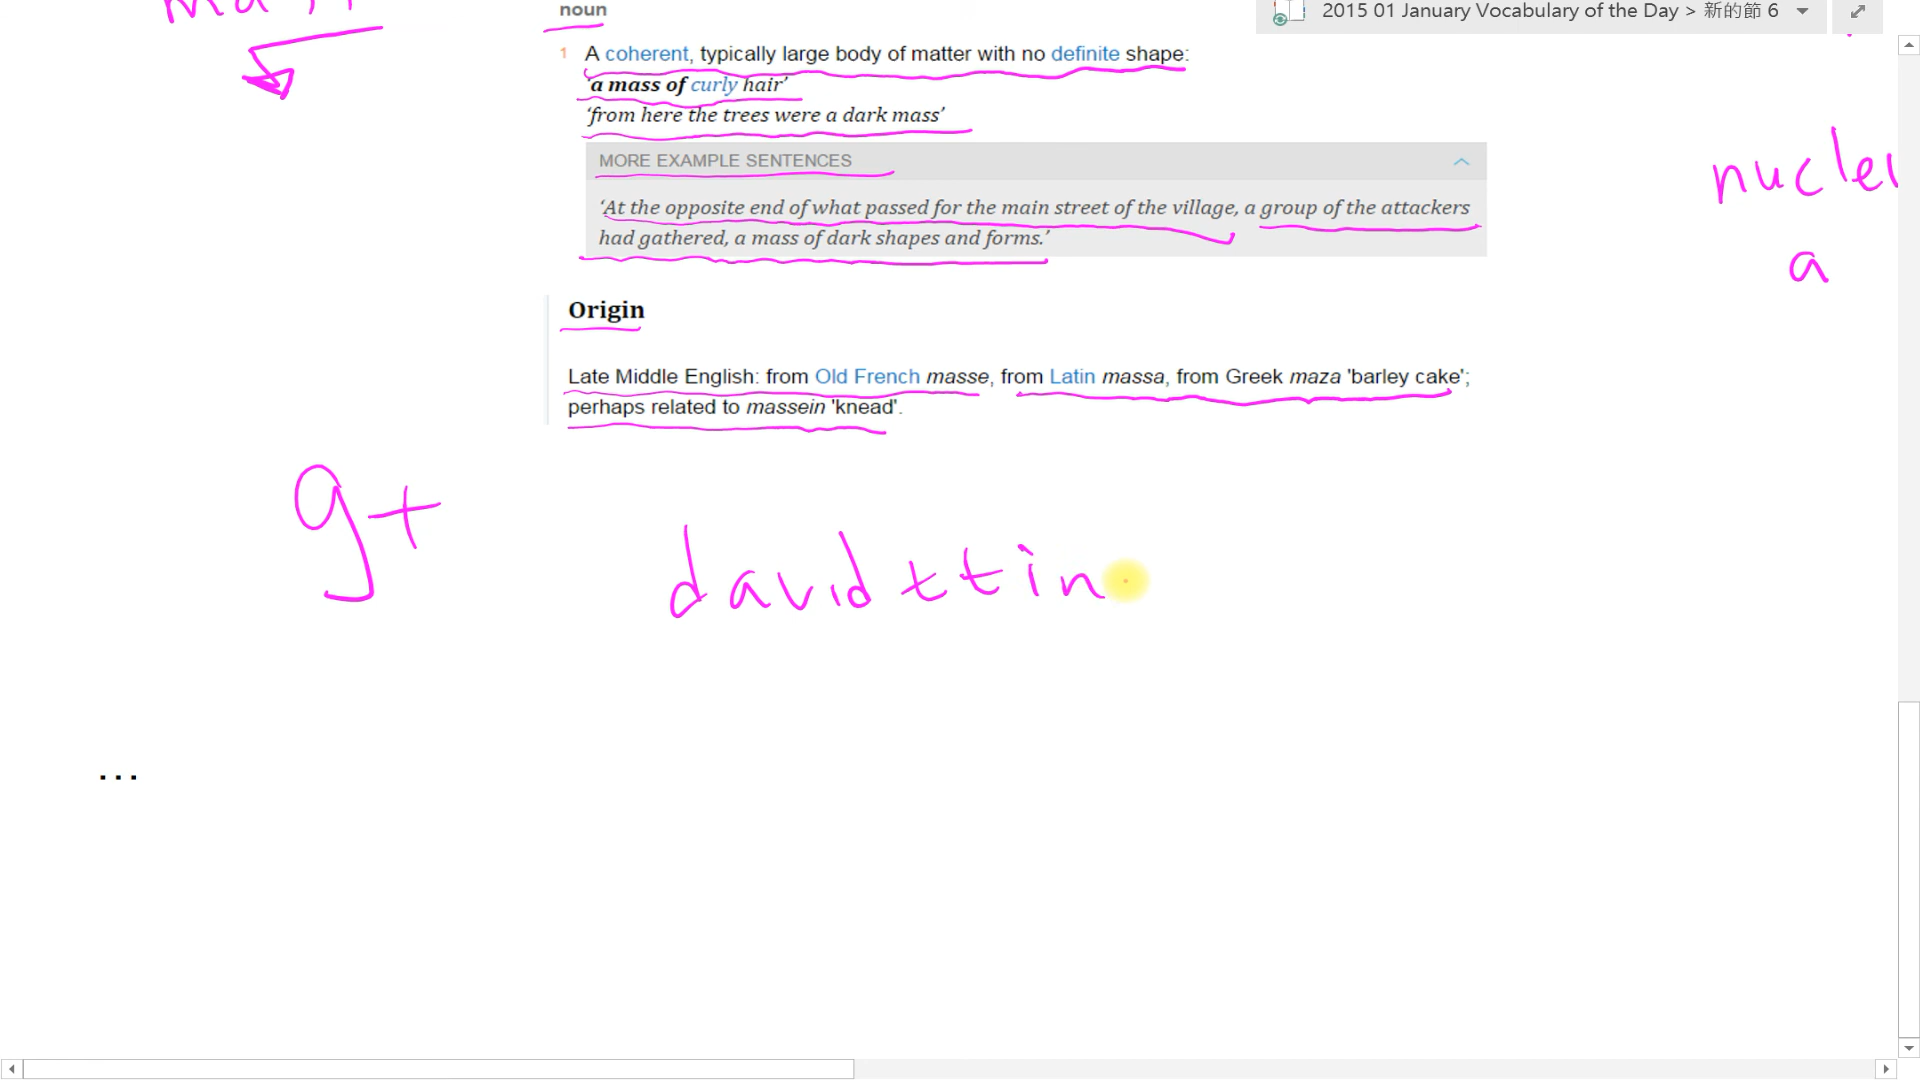 noun
2015 01 January Vocabulary of the Day > 新的節 6
1 A coherent, typically large body of matter with no definite shape:
‘a mass of curly hair’
‘from here the trees were a dark mass’
MORE EXAMPLE SENTENCES
‘At the opposite end of what passed for the main street of the village, a group of the attackers
had gathered, a mass of dark shapes and forms.’
a
Origin
Late Middle English: from Old French masse, from Latin massa, from Greek maza 'barley cake';
perhaps related to massein 'knead'.
g+
davidttin
...